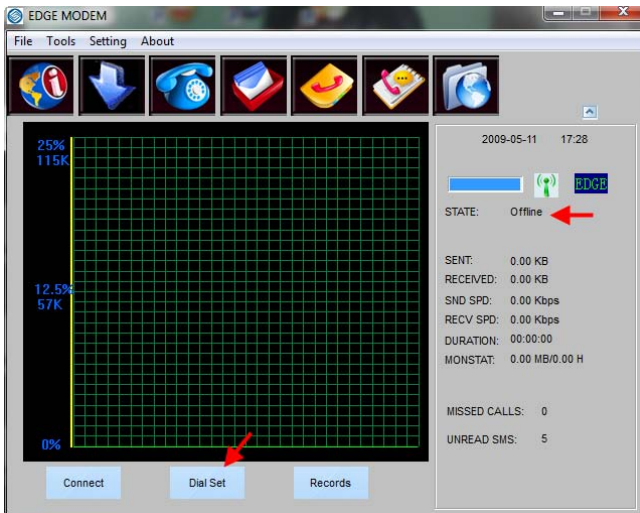 EDGE MODEM
File Tools Setting About
25%
115K
12.5%
57K
0%
Connect Dial Set Records
2009-05-11 17:28
EDGE
STATE: Offline
SENT: 0.00 KB
RECEIVED: 0.00 KB
SND SPD: 0.00 Kbps
RECV SPD: 0.00 Kbps
DURATION: 00:00:00
MONSTAT: 0.00 MB/0.00 H
MISSED CALLS: 0
UNREAD SMS: 5